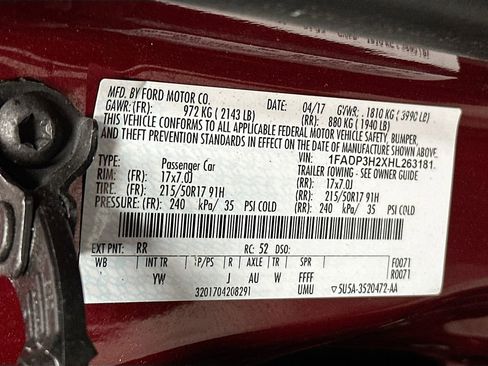 MFD. BY FORD MOTOR CO.
DATE: 04/17 GVWR: 1810 KG ( 3990 LB)
GAWR: (FR): 972 KG ( 2143 LB) (RR): 880 KG ( 1940 LB)
THIS VEHICLE CONFORMS TO ALL APPLICABLE FEDERAL MOTOR VEHICLE SAFETY, BUMPER,
AND THEFT PREVENTION STANDARDS IN EFFECT ON THE DATE OF MANUFACTURE SHOWN ABOVE.
VIN: 1FADP3H2XHL263181
TYPE: Passenger Car TRAILER TOWING - SEE OWNER GUIDE
RIM: (FR): 17x7.0J (RR): 17x7.0J
TIRE: (FR): 215/50R17 91H (RR): 215/50R17 91H
PRESSURE: (FR): 240 kPa/ 35 PSI COLD (RR): 240 kPa/ 35 PSI COLD
EXT PNT: RR RC: 52 DSO: F0071
WB INT TR TP/PS R AXLE TR SPR R0071
YW J AU W FFFF
3201704208291 UMU ▽5U5A-3520472-AA